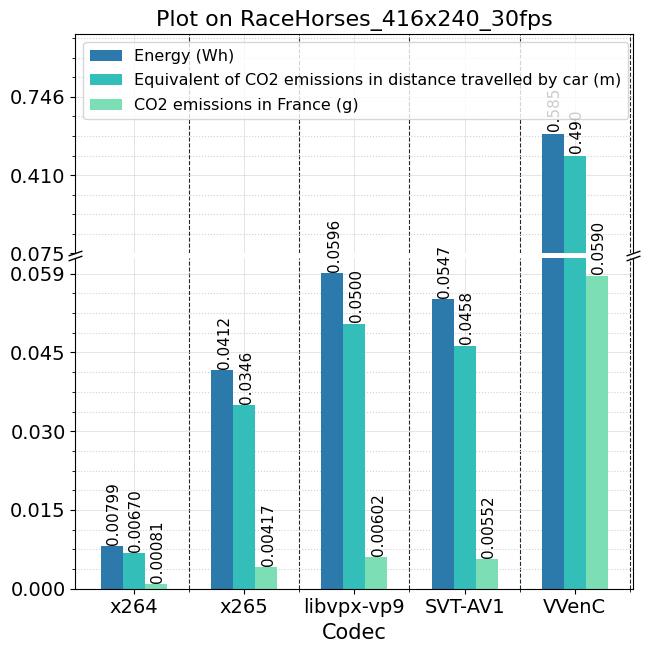 Plot on RaceHorses_416x240_30fps
Energy (Wh)
Equivalent of CO2 emissions in distance travelled by car (m)
CO2 emissions in France (g)
0.746
0.410
0.075
0.059
0.045
0.030
0.015
0.000
0.00799
0.00670
0.00081
0.0412
0.0346
0.00417
0.0596
0.0500
0.00602
0.0547
0.0458
0.00552
0.585
0.490
0.0590
x264
x265
libvpx-vp9
SVT-AV1
VVenC
Codec